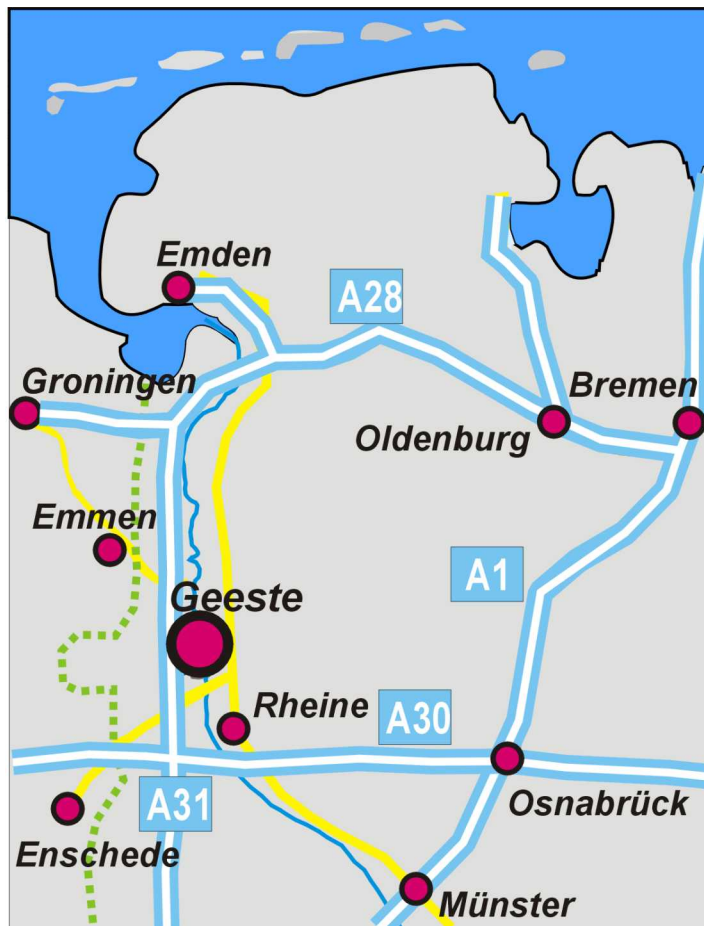 Emden
A28
Groningen
Bremen
Oldenburg
Emmen
A1
Geeste
Rheine
A30
A31
Osnabrück
Enschede
Münster